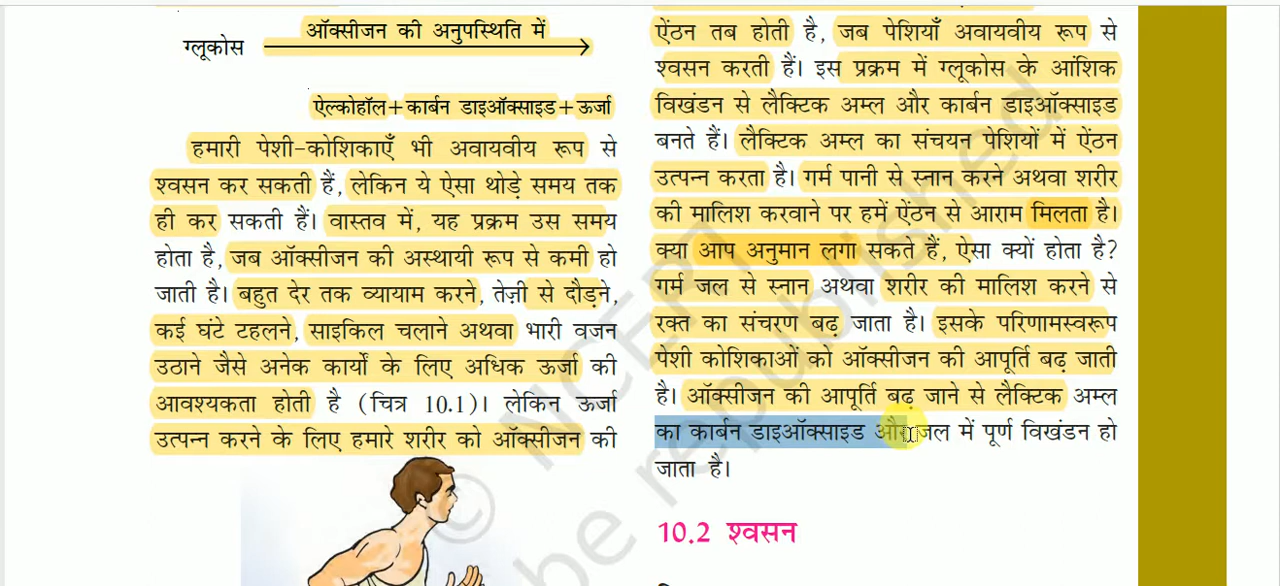 ऑक्सीजन की अनुपस्थिति में
ग्लूकोस
ऐल्कोहॉल+कार्बन डाइऑक्साइड+ऊर्जा
हमारी पेशी-कोशिकाएँ भी अवायवीय रूप से
श्वसन कर सकती हैं, लेकिन ये ऐसा थोड़े समय तक
ही कर सकती हैं। वास्तव में, यह प्रक्रम उस समय
होता है, जब ऑक्सीजन की अस्थायी रूप से कमी हो
जाती है। बहुत देर तक व्यायाम करने, तेज़ी से दौड़ने,
कई घंटे टहलने, साइकिल चलाने अथवा भारी वजन
उठाने जैसे अनेक कार्यों के लिए अधिक ऊर्जा की
आवश्यकता होती है (चित्र 10.1)। लेकिन ऊर्जा
उत्पन्न करने के लिए हमारे शरीर को ऑक्सीजन की
ऐंठन तब होती है, जब पेशियाँ अवायवीय रूप से
श्वसन करती हैं। इस प्रक्रम में ग्लूकोस के आंशिक
विखंडन से लैक्टिक अम्ल और कार्बन डाइऑक्साइड
बनते हैं। लैक्टिक अम्ल का संचयन पेशियों में ऐंठन
उत्पन्न करता है। गर्म पानी से स्नान करने अथवा शरीर
की मालिश करवाने पर हमें ऐंठन से आराम मिलता है।
क्या आप अनुमान लगा सकते हैं, ऐसा क्यों होता है?
गर्म जल से स्नान अथवा शरीर की मालिश करने से
रक्त का संचरण बढ़ जाता है। इसके परिणामस्वरूप
पेशी कोशिकाओं को ऑक्सीजन की आपूर्ति बढ़ जाती
है। ऑक्सीजन की आपूर्ति बढ़ जाने से लैक्टिक अम्ल
का कार्बन डाइऑक्साइड और जल में पूर्ण विखंडन हो
जाता है।
10.2 श्वसन
© NCERT
be republished